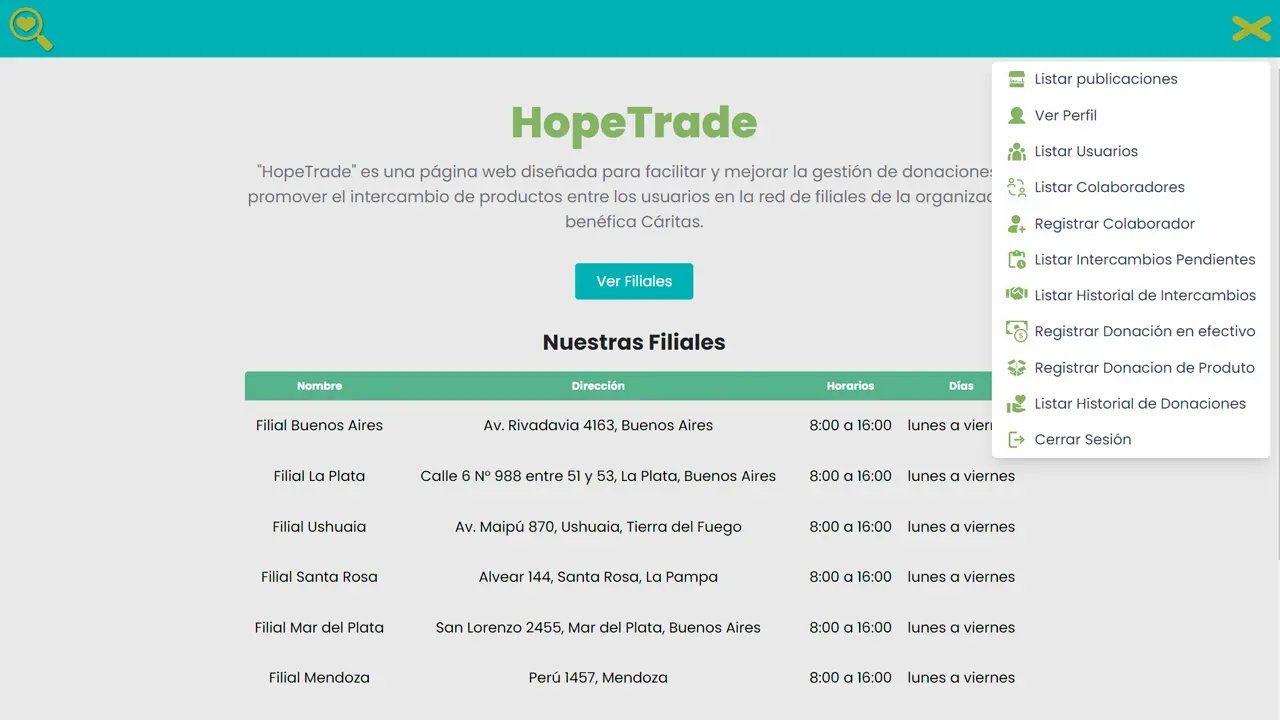 HopeTrade
"HopeTrade" es una página web diseñada para facilitar y mejorar la gestión de donaciones
promover el intercambio de productos entre los usuarios en la red de filiales de la
benéfica Cáritas.
Ver Filiales
Nuestras Filiales
Nombre Dirección Horarios Días
Filial Buenos Aires Av. Rivadavia 4163, Buenos Aires 8:00 a 16:00 lunes a
Filial La Plata Calle 6 N° 988 entre 51 y 53, La Plata, Buenos Aires 8:00 a 16:00 lunes a viernes
Filial Ushuaia Av. Maipú 870, Ushuaia, Tierra del Fuego 8:00 a 16:00 lunes a viernes
Filial Santa Rosa Alvear 144, Santa Rosa, La Pampa 8:00 a 16:00 lunes a viernes
Filial Mar del Plata San Lorenzo 2455, Mar del Plata, Buenos Aires 8:00 a 16:00 lunes a viernes
Filial Mendoza Perú 1457, Mendoza 8:00 a 16:00 lunes a viernes
Listar publicaciones
Ver Perfil
Listar Usuarios
Listar Colaboradores
Registrar Colaborador
Listar Intercambios Pendientes
Listar Historial de Intercambios
Registrar Donación en efectivo
Registrar Donacion de Produto
Listar Historial de Donaciones
Cerrar Sesión